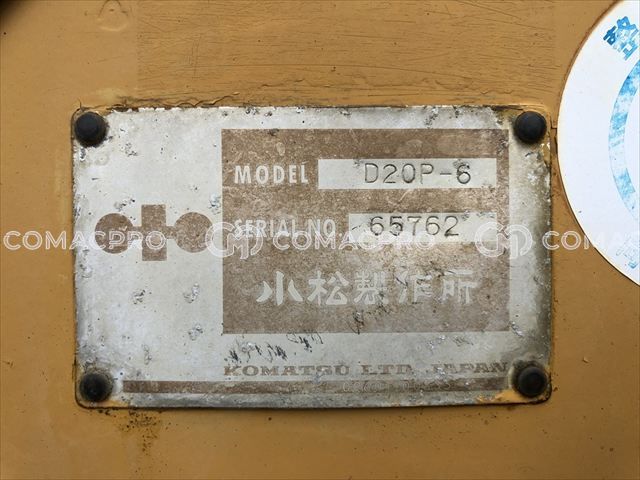 MODEL D20P-6
SERIAL NO. 65762
COMACPRO COMACPRO COMACPRO
小松製作所
KOMATSU LTD. JAPAN